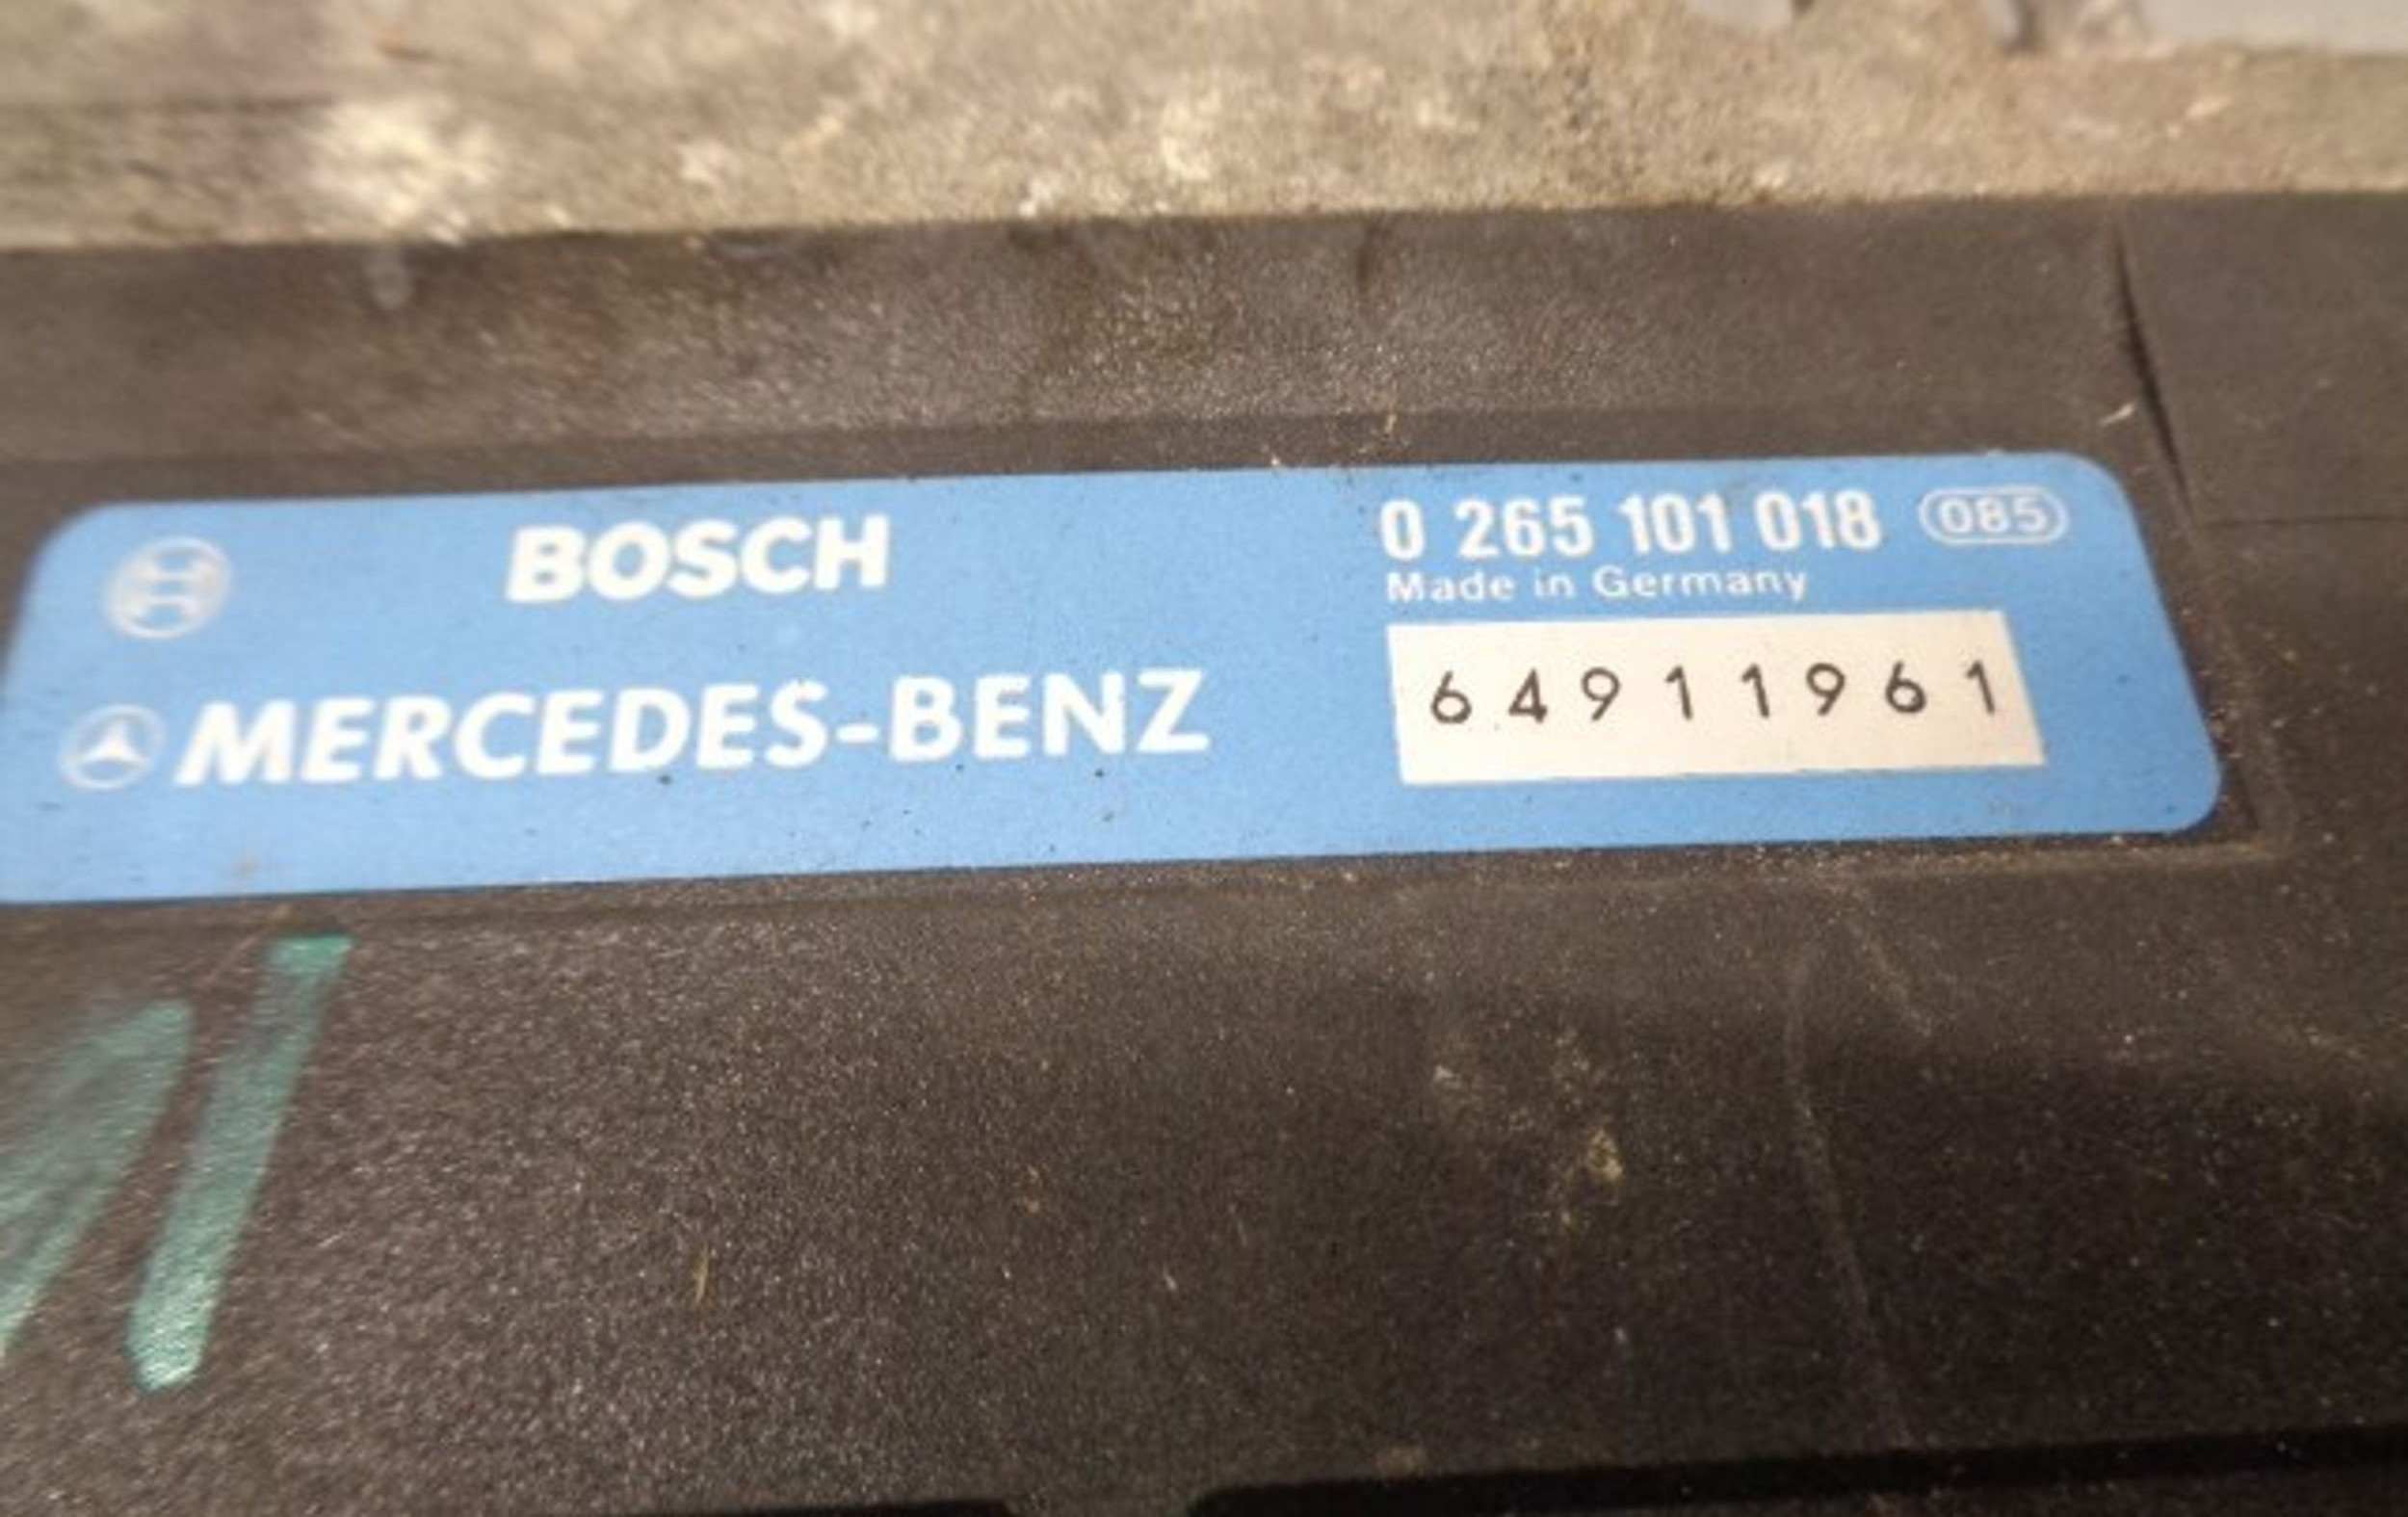 BOSCH
MERCEDES-BENZ
0 265 101 018 085
Made in Germany
64911961